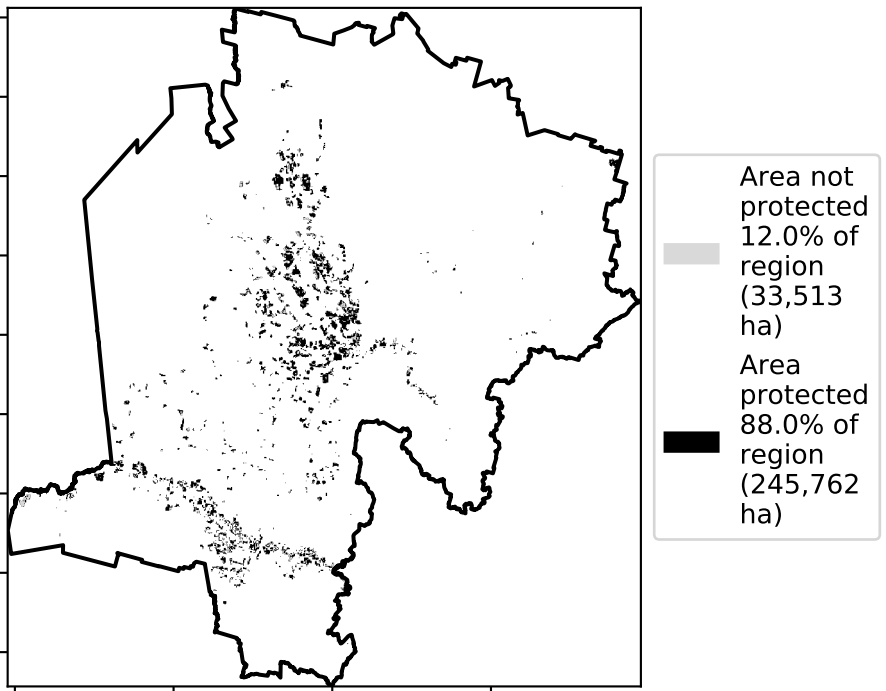 Area not
protected
12.0% of
region
(33,513
ha)
Area
protected
88.0% of
region
(245,762
ha)